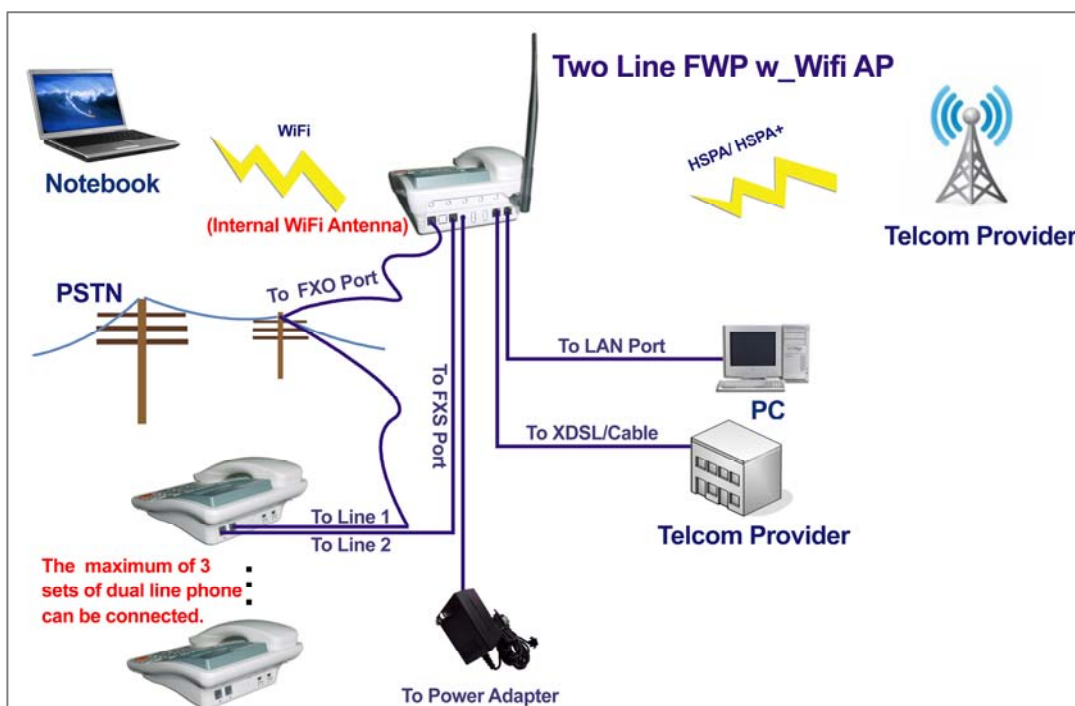 Two Line FWP w_Wifi AP
WiFi
HSPA/ HSPA+
Notebook
(Internal WiFi Antenna)
Telcom Provider
To FXO Port
PSTN
To LAN Port
To FXS Port
PC
To XDSL/Cable
To Line 1
To Line 2
Telcom Provider
The maximum of 3
sets of dual line phone
can be connected.
To Power Adapter